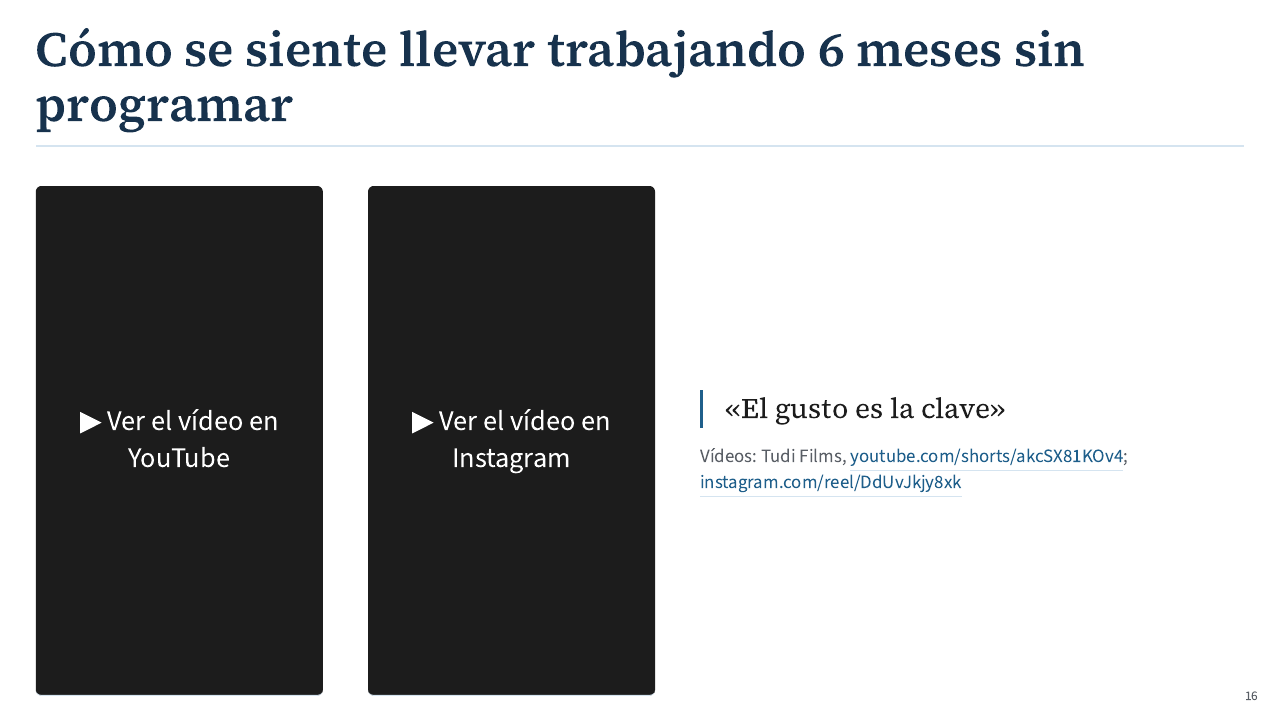 Cómo se siente llevar trabajando 6 meses sin
programar
▶ Ver el vídeo en
YouTube
▶ Ver el vídeo en
Instagram
«El gusto es la clave»
Vídeos: Tudi Films, youtube.com/shorts/akcSX81KOv4;
instagram.com/reel/DdUvJkjy8xk
16